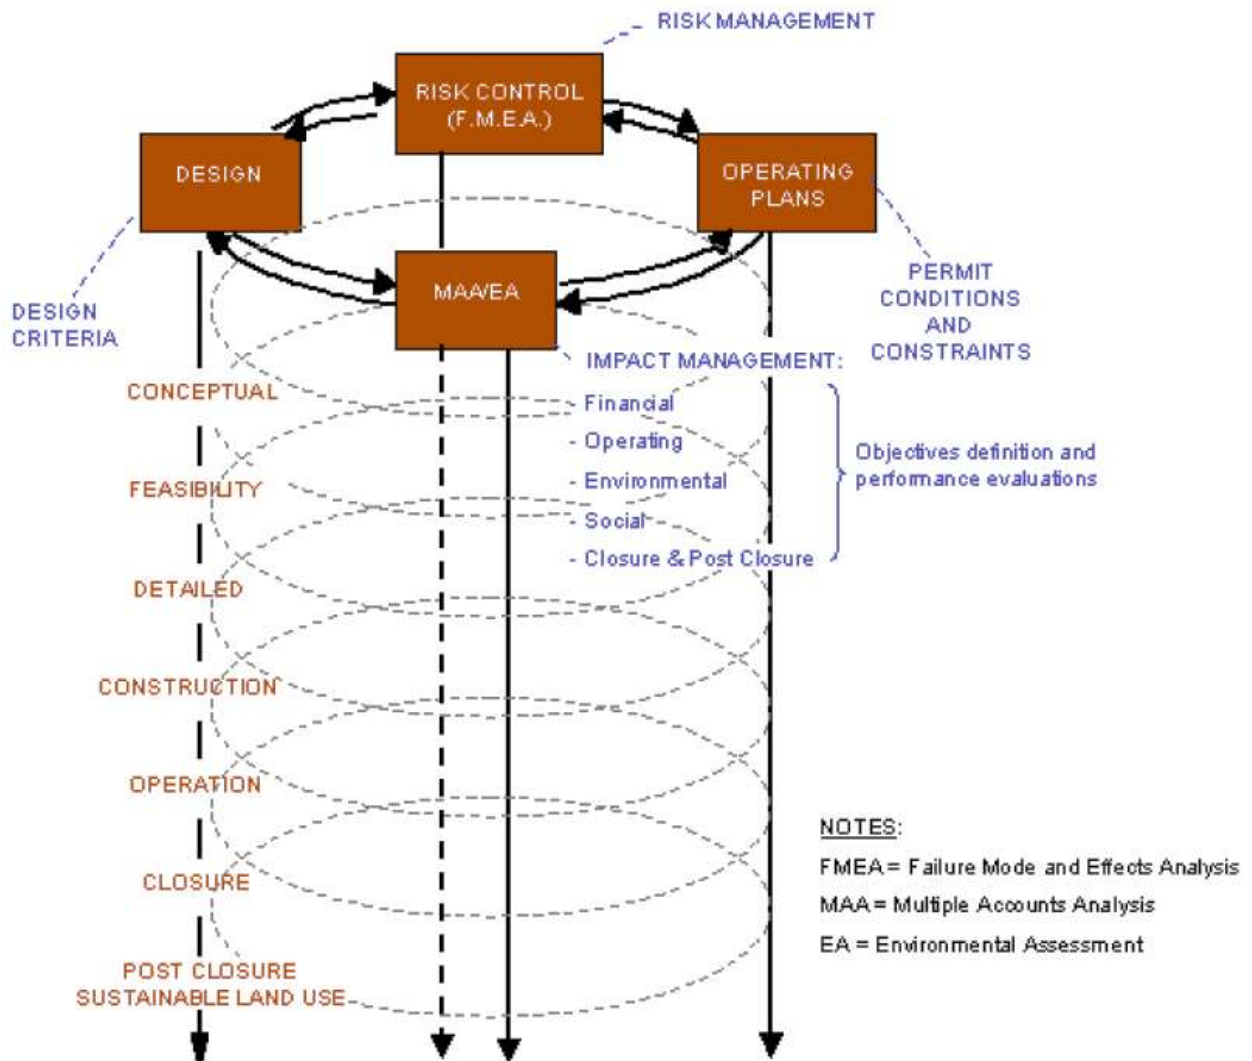 RISK MANAGEMENT
RISK CONTROL
(F.M.E.A.)
DESIGN
OPERATING
PLANS
MAA/EA
DESIGN
CRITERIA
PERMIT
CONDITIONS
AND
CONSTRAINTS
IMPACT MANAGEMENT:
- Financial
- Operating
- Environmental
- Social
- Closure & Post Closure
Objectives definition and
performance evaluations
CONCEPTUAL
FEASIBILITY
DETAILED
CONSTRUCTION
OPERATION
CLOSURE
POST CLOSURE
SUSTAINABLE LAND USE
NOTES:
FMEA = Failure Mode and Effects Analysis
MAA = Multiple Accounts Analysis
EA = Environmental Assessment